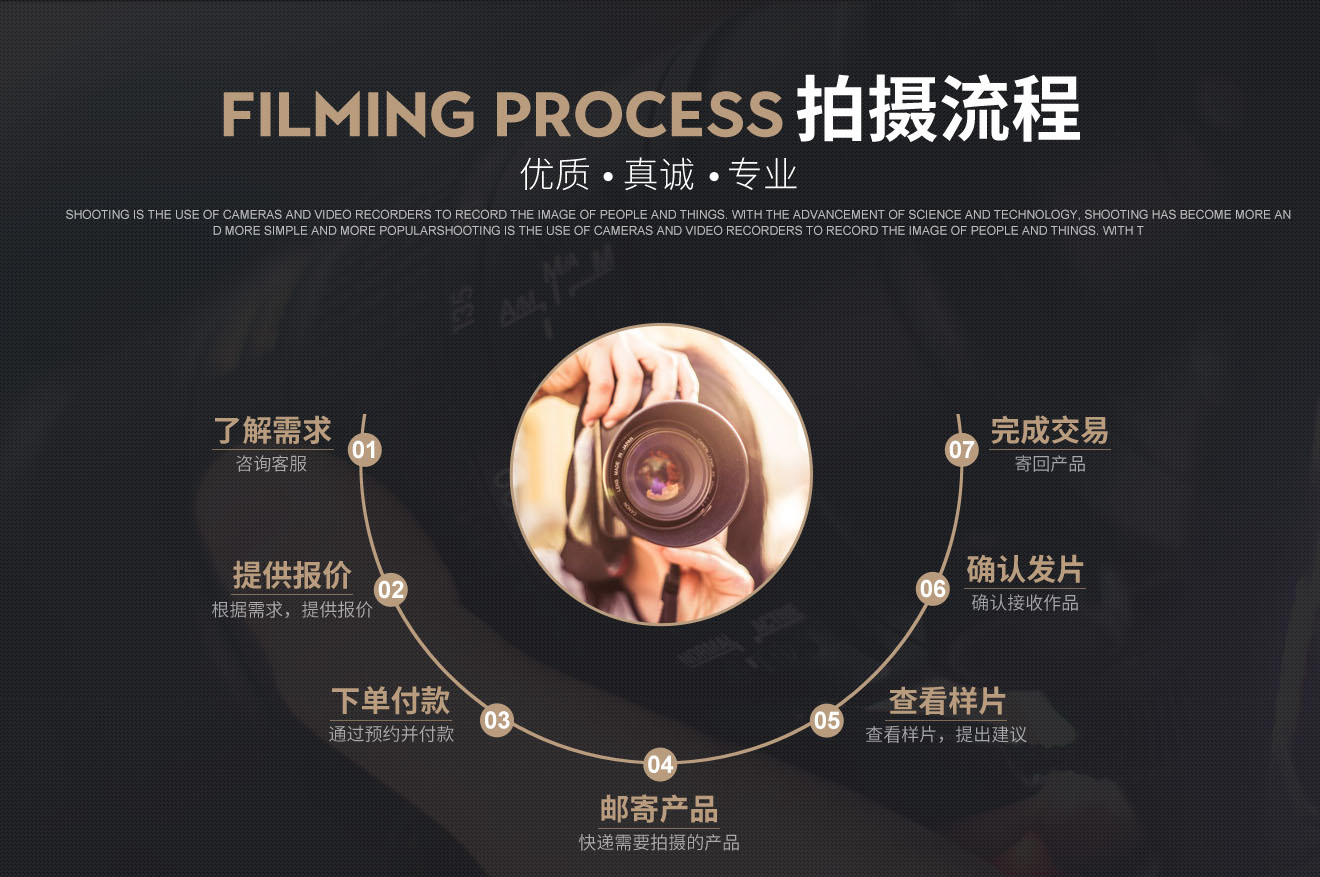 FILMING PROCESS 拍摄流程
优质 • 真诚 • 专业
SHOOTING IS THE USE OF CAMERAS AND VIDEO RECORDERS TO RECORD THE IMAGE OF PEOPLE AND THINGS. WITH THE ADVANCEMENT OF SCIENCE AND TECHNOLOGY, SHOOTING HAS BECOME MORE AN
D MORE SIMPLE AND MORE POPULARSHOOTING IS THE USE OF CAMERAS AND VIDEO RECORDERS TO RECORD THE IMAGE OF PEOPLE AND THINGS. WITH T
01
了解需求
咨询客服
02
提供报价
根据需求，提供报价
03
下单付款
通过预约并付款
04
邮寄产品
快递需要拍摄的产品
05
查看样片
查看样片，提出建议
06
确认发片
确认接收作品
07
完成交易
寄回产品